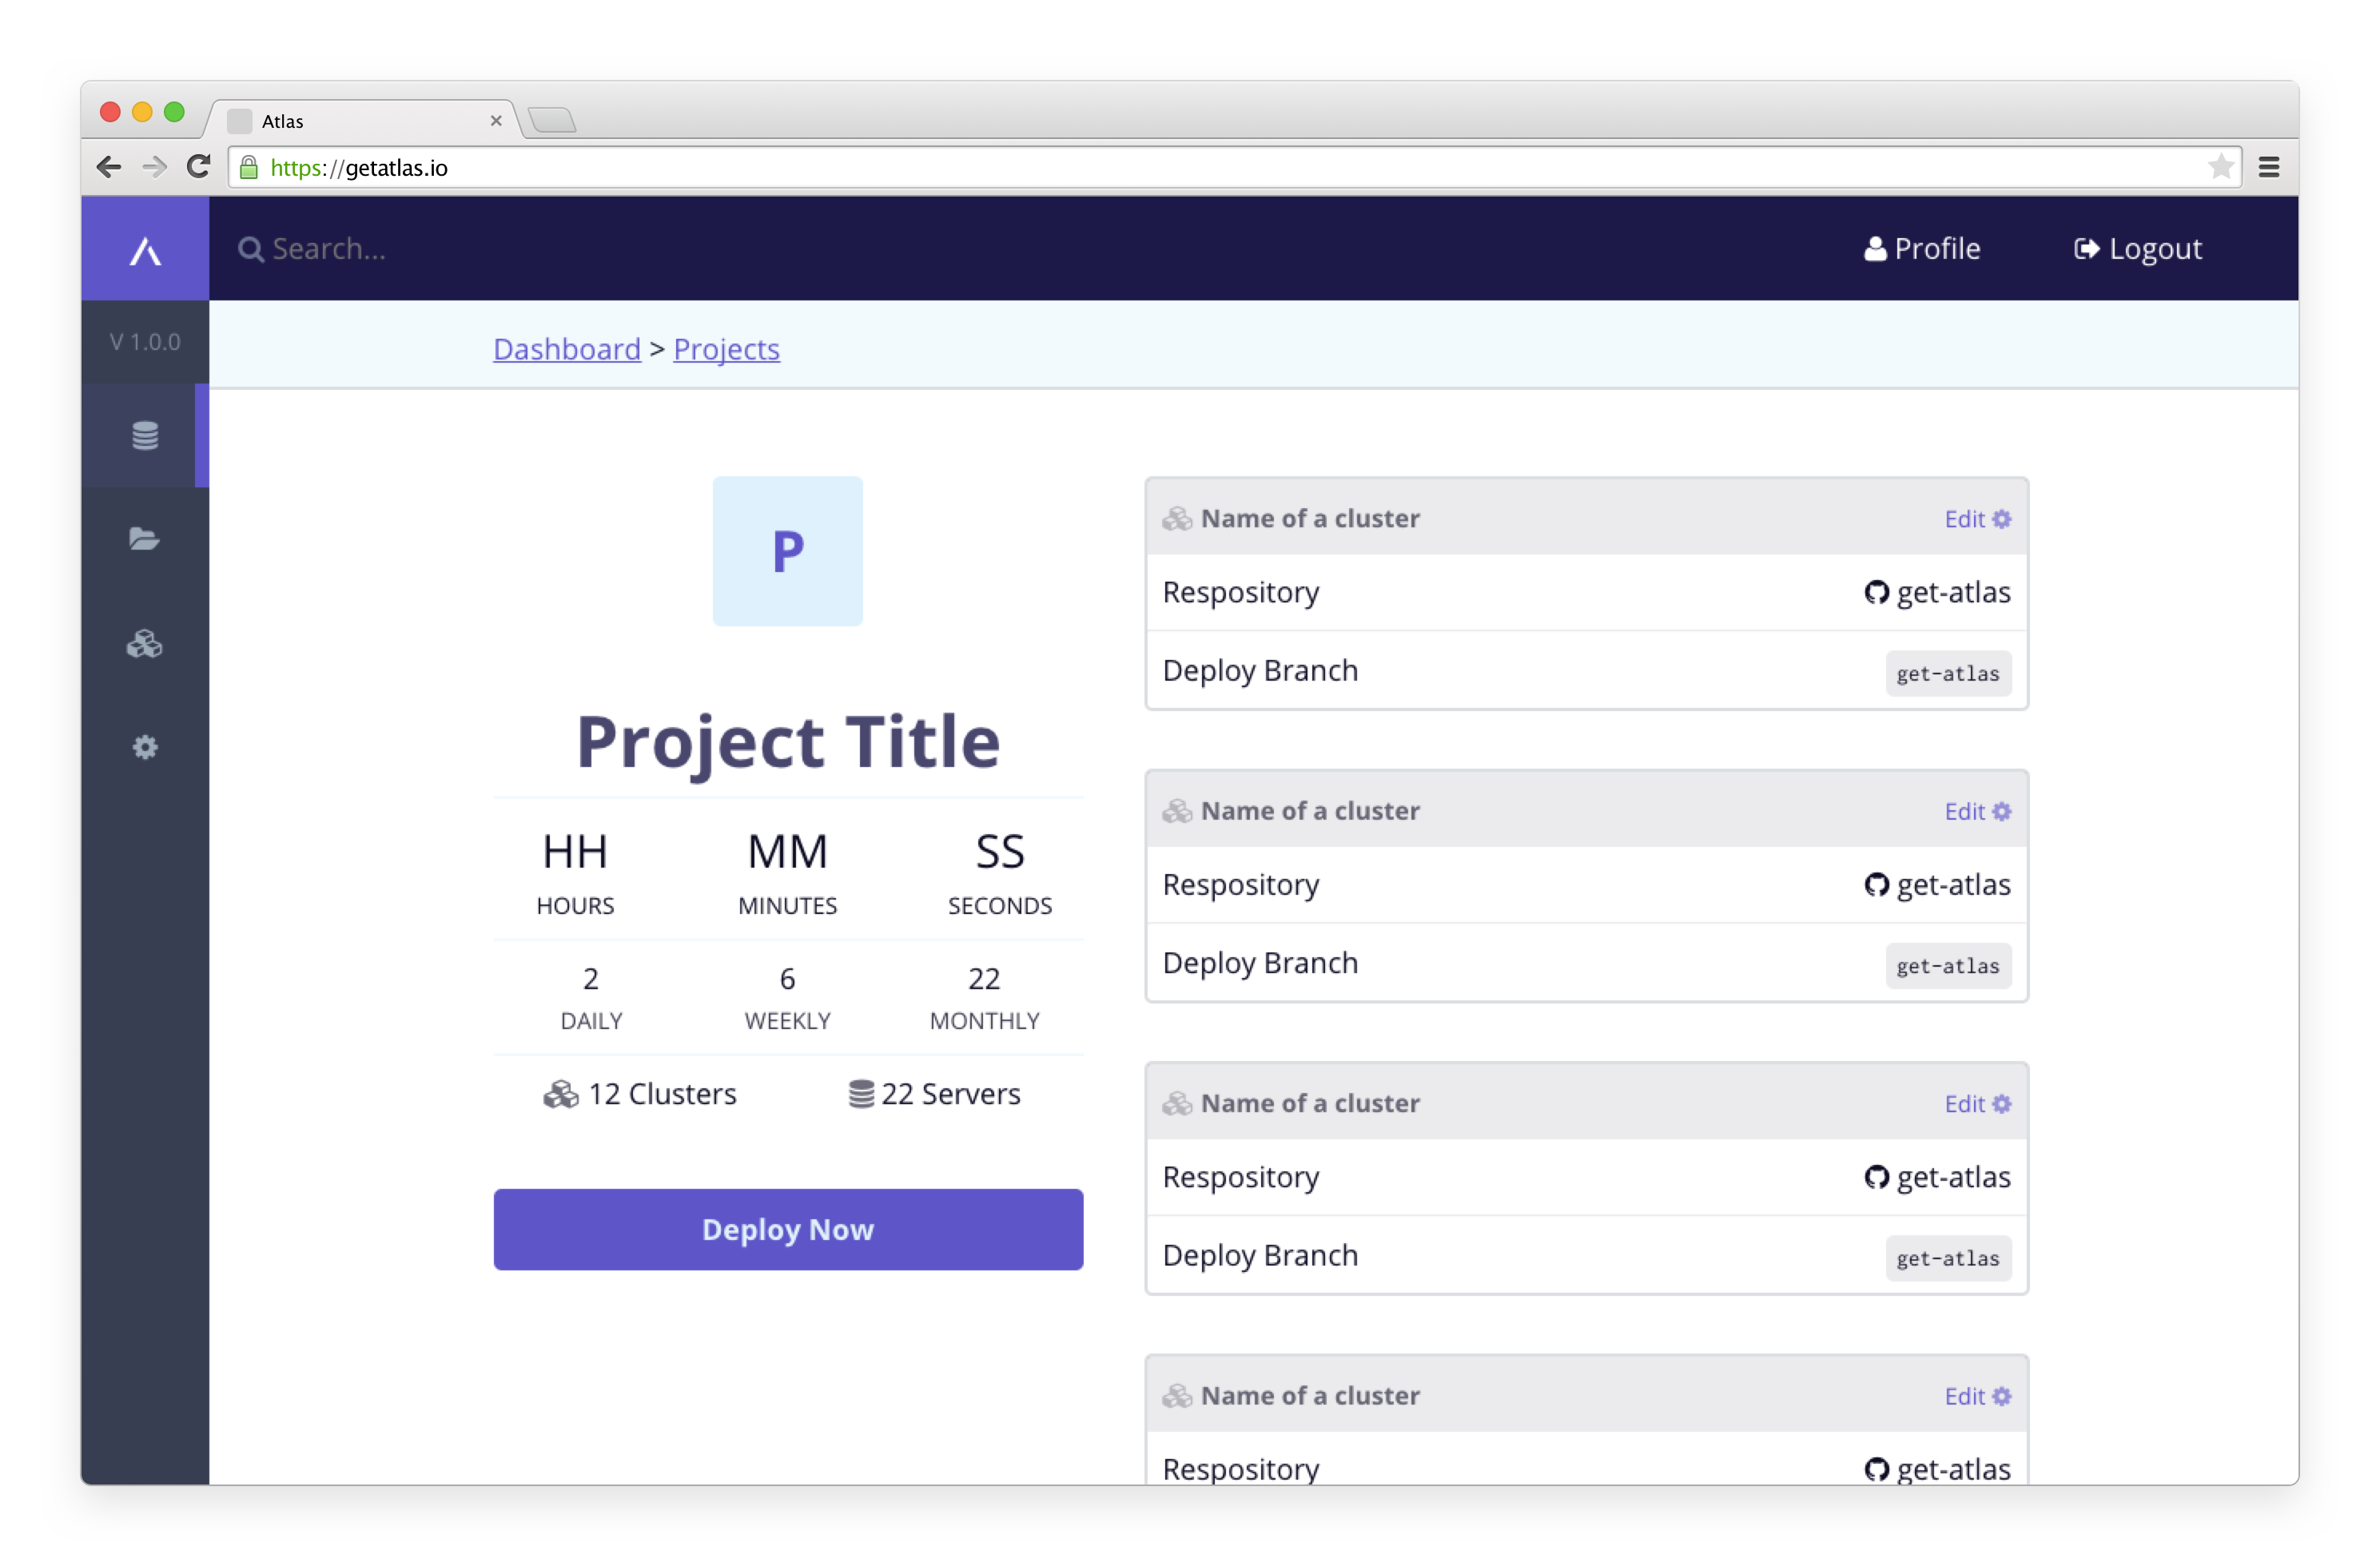 Atlas
https://getatlas.io
Search...
Profile
Logout
V 1.0.0
Dashboard > Projects
P
Project Title
HH MM SS
HOURS MINUTES SECONDS
2 6 22
DAILY WEEKLY MONTHLY
12 Clusters 22 Servers
Deploy Now
Name of a cluster Edit
Respository get-atlas
Deploy Branch get-atlas
Name of a cluster Edit
Respository get-atlas
Deploy Branch get-atlas
Name of a cluster Edit
Respository get-atlas
Deploy Branch get-atlas
Name of a cluster Edit
Respository get-atlas